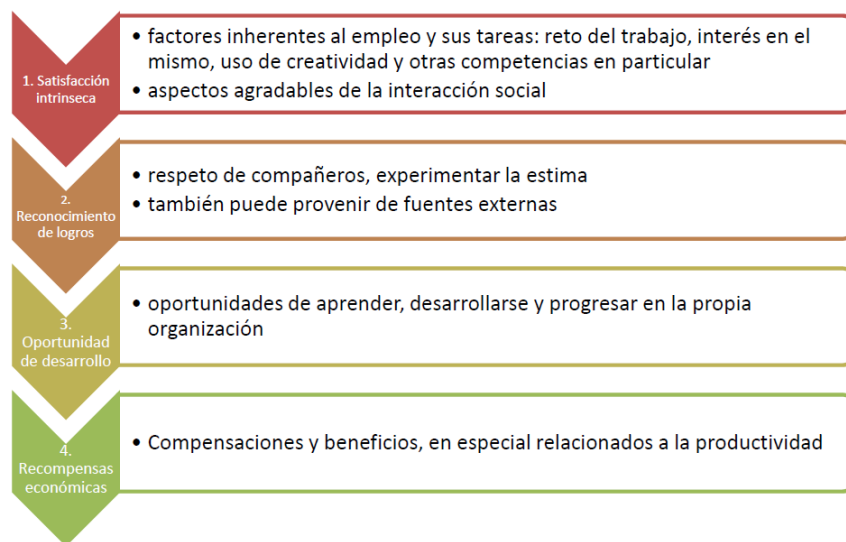 1. Satisfacción
intrinseca
• factores inherentes al empleo y sus tareas: reto del trabajo, interés en el
mismo, uso de creatividad y otras competencias en particular
• aspectos agradables de la interacción social
2.
Reconocimiento
de logros
• respeto de compañeros, experimentar la estima
• también puede provenir de fuentes externas
3.
Oportunidad
de desarrollo
• oportunidades de aprender, desarrollarse y progresar en la propia
organización
4.
Recompensas
económicas
• Compensaciones y beneficios, en especial relacionados a la productividad